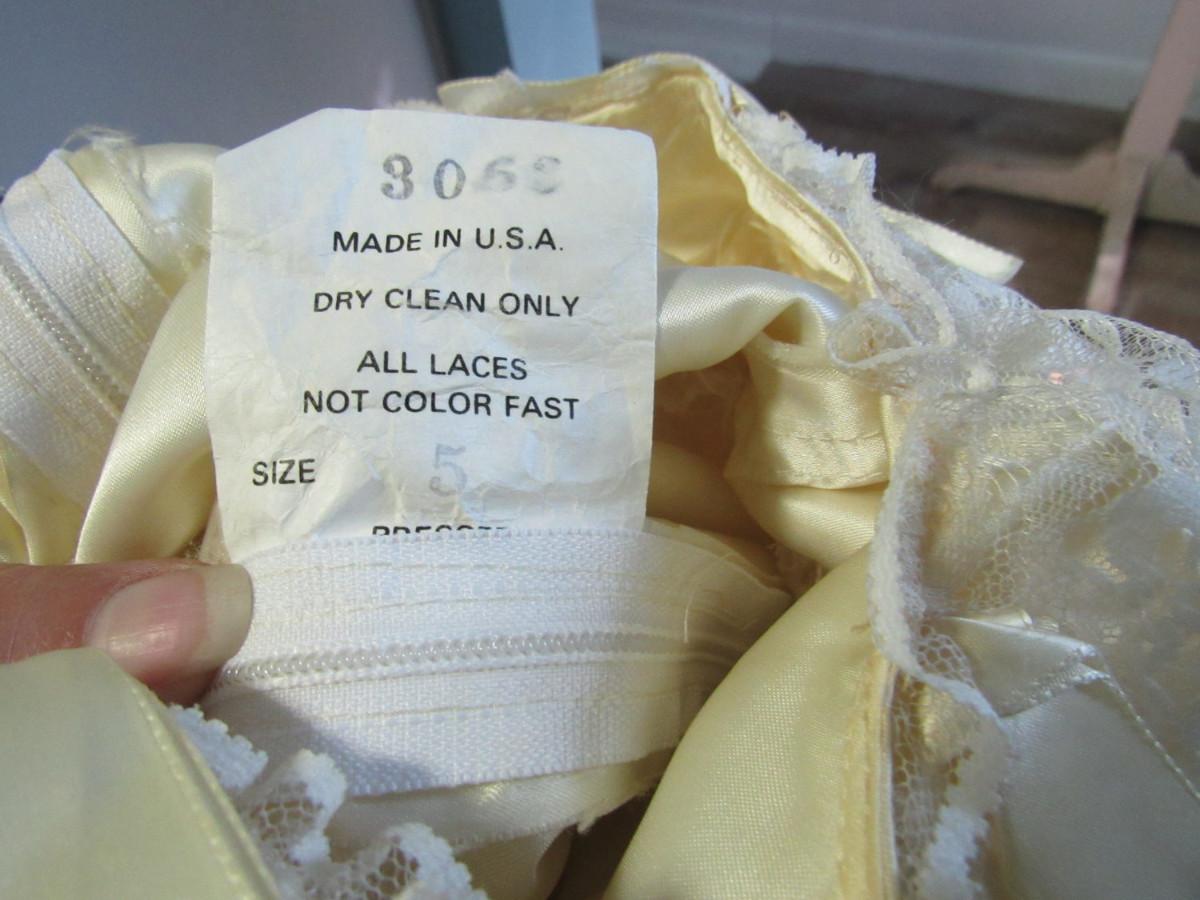 MADE IN U.S.A.
DRY CLEAN ONLY
ALL LACES
NOT COLOR FAST
SIZE 5